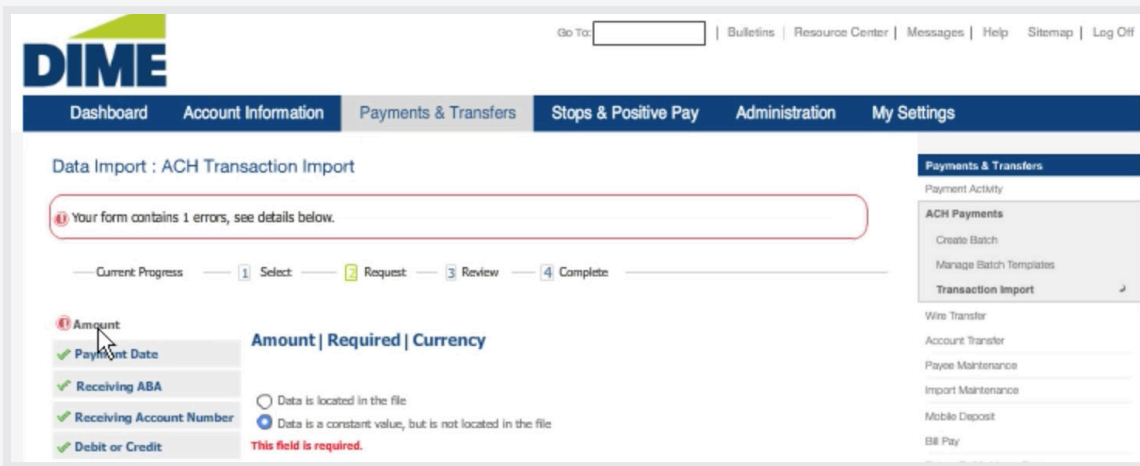 DIME
Go To: | Bulletins | Resource Center | Messages | Help Sitemap | Log Off
Dashboard Account Information Payments & Transfers Stops & Positive Pay Administration My Settings
Data Import : ACH Transaction Import
Your form contains 1 errors, see details below.
Current Progress 1 Select 2 Request 3 Review 4 Complete
Amount
Payment Date
Receiving ABA
Receiving Account Number
Debit or Credit
Amount | Required | Currency
Data is located in the file
Data is a constant value, but is not located in the file
This field is required.
Payments & Transfers
Payment Activity
ACH Payments
Create Batch
Manage Batch Templates
Transaction Import
Wire Transfer
Account Transfer
Payee Maintenance
Import Maintenance
Mobile Deposit
Bill Pay